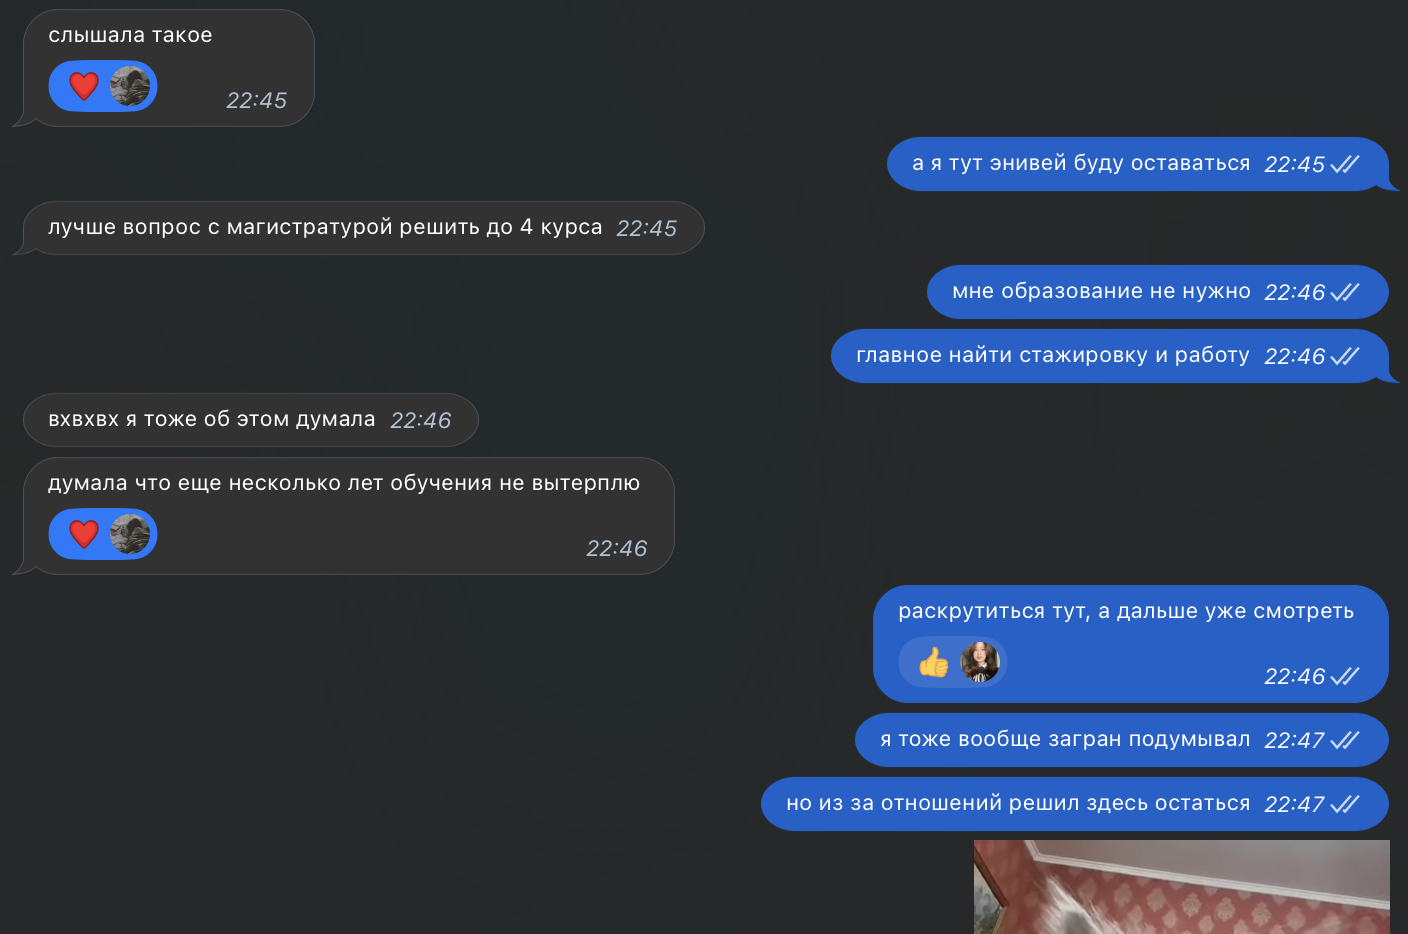 слышала такое
22:45
а я тут энивей буду оставаться 22:45
лучше вопрос с магистратурой решить до 4 курса 22:45
мне образование не нужно 22:46
главное найти стажировку и работу 22:46
вхвхвх я тоже об этом думала 22:46
думала что еще несколько лет обучения не вытерплю
22:46
раскрутиться тут, а дальше уже смотреть
22:46
я тоже вообще загран подумывал 22:47
но из за отношений решил здесь остаться 22:47